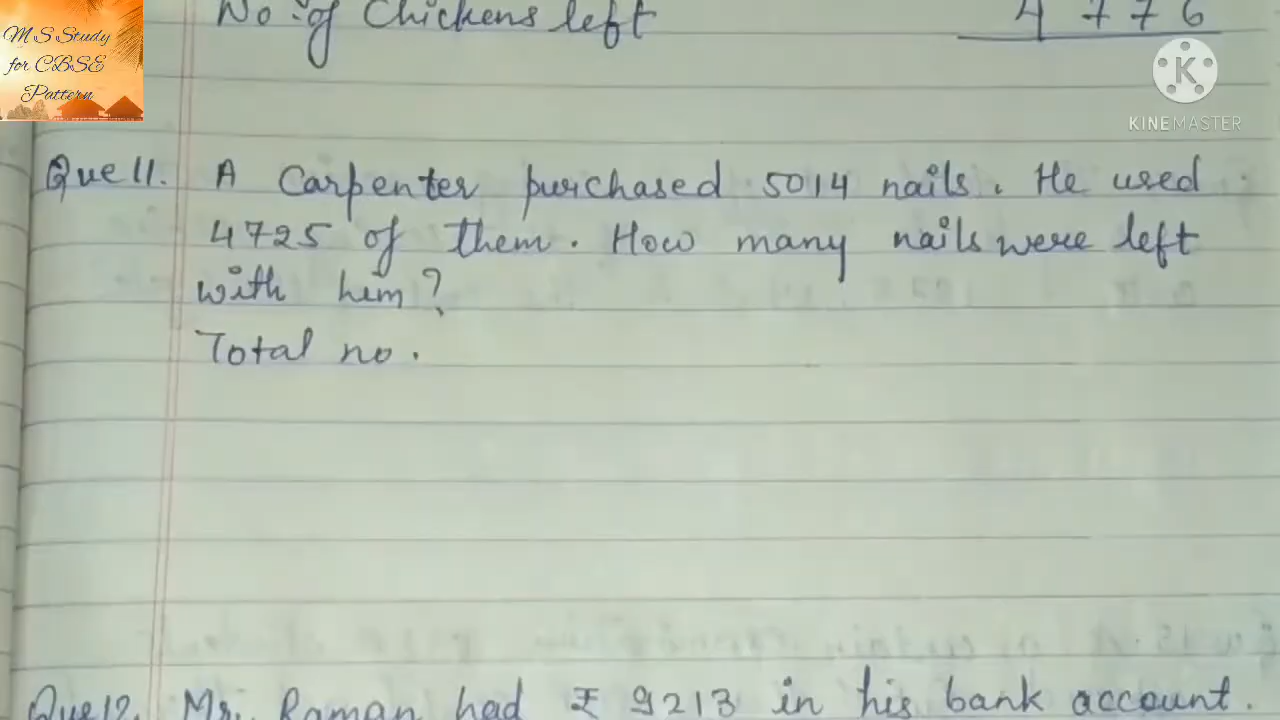 M S Study
for CBSE
Pattern
No. of Chickens left 4 7 7 6
KINEMASTER
Que 11. A Carpenter purchased 5014 nails. He used
4725 of them. How many nails were left
with him?
Total no.
Que 12. Mr. Raman had ₹ 9213 in his bank account.